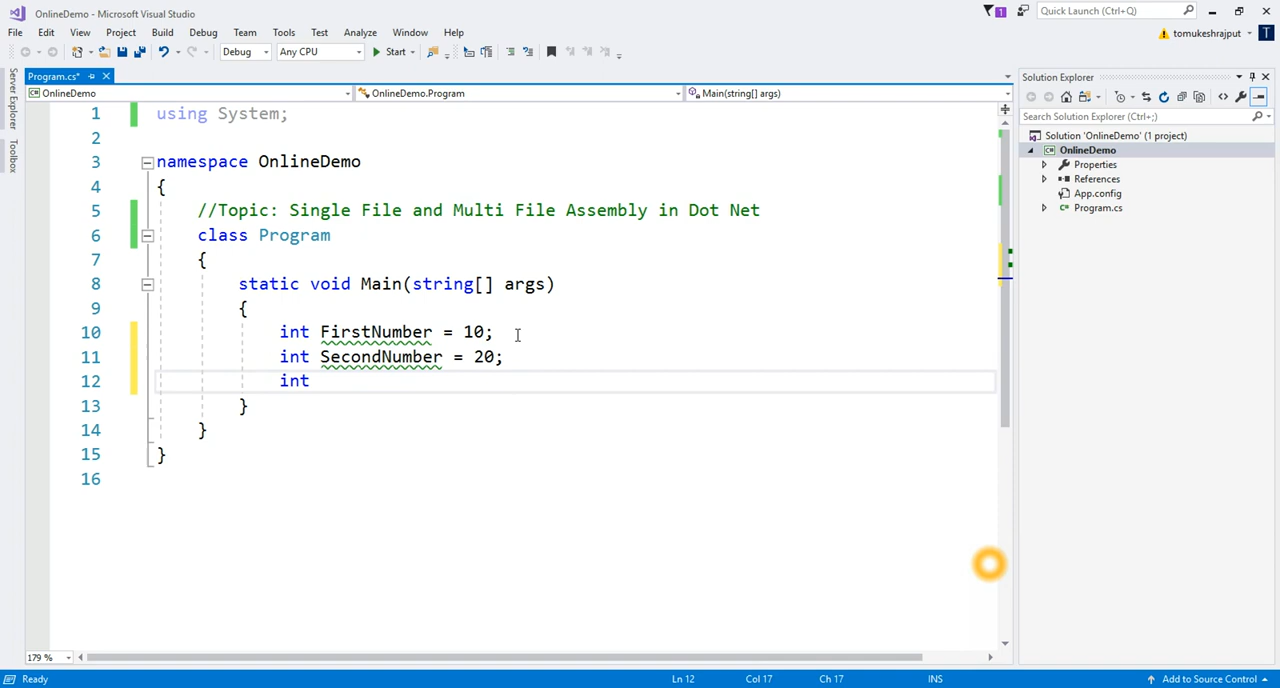 OnlineDemo - Microsoft Visual Studio
1
Quick Launch (Ctrl+Q)
File Edit View Project Build Debug Team Tools Test Analyze Window Help
tomukeshrajput
T
Debug
Any CPU
Start
Server Explorer
Toolbox
Program.cs*
OnlineDemo
OnlineDemo.Program
Main(string[] args)
1 using System;
2
3 namespace OnlineDemo
4 {
5 //Topic: Single File and Multi File Assembly in Dot Net
6 class Program
7 {
8 static void Main(string[] args)
9 {
10 int FirstNumber = 10;
11 int SecondNumber = 20;
12 int
13 }
14 }
15 }
16
179 %
Solution Explorer
Search Solution Explorer (Ctrl+;)
Solution 'OnlineDemo' (1 project)
OnlineDemo
Properties
References
App.config
Program.cs
Ready
Ln 12
Col 17
Ch 17
INS
Add to Source Control